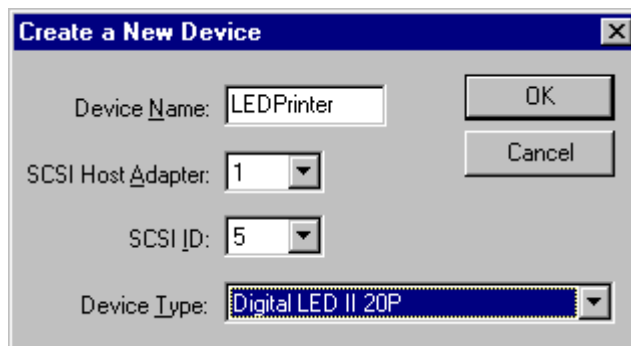 Create a New Device
Device Name: LEDPrinter
OK
SCSI Host Adapter: 1
Cancel
SCSI ID: 5
Device Type: Digital LED II 20P